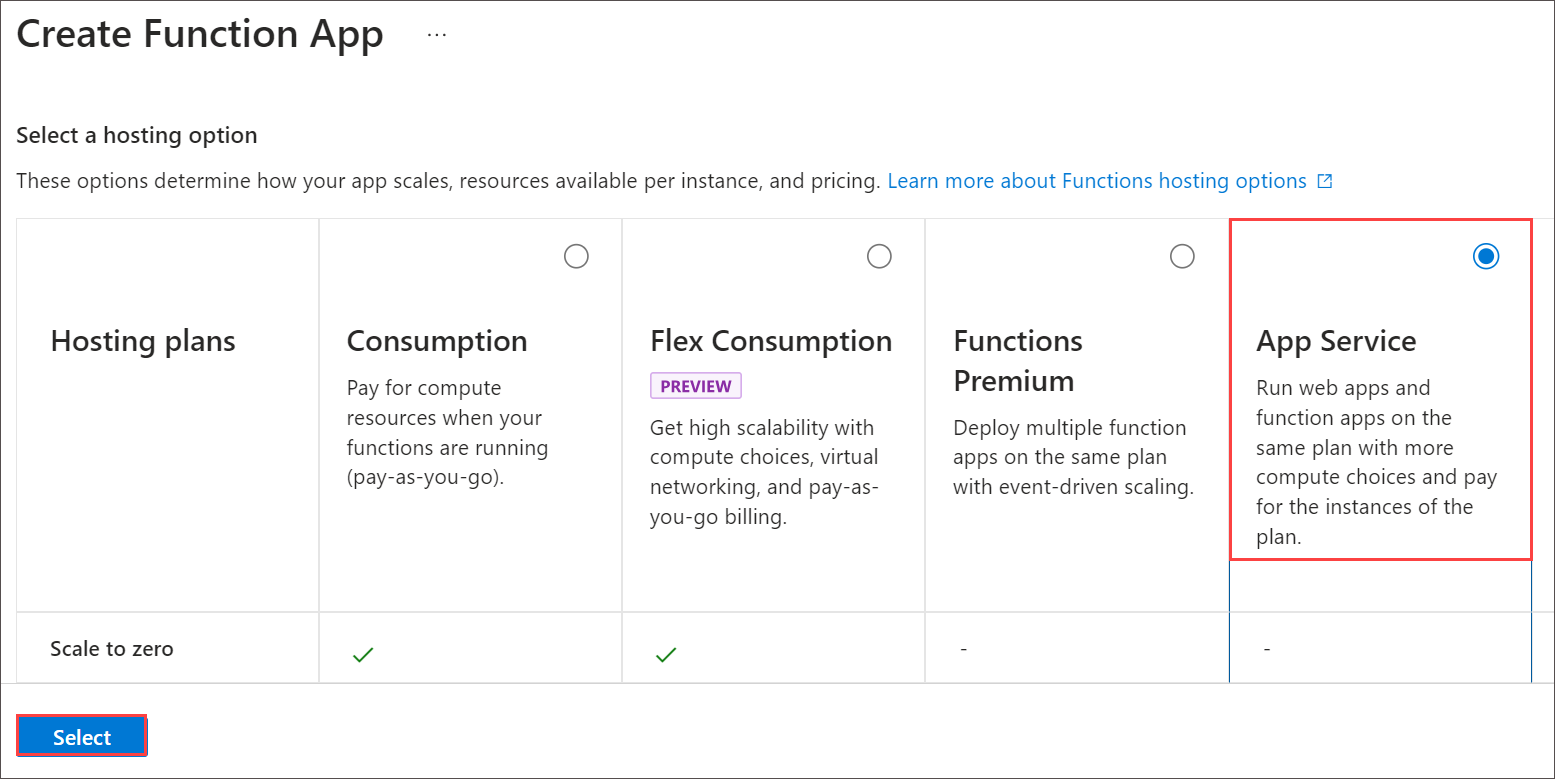 Create Function App ...
Select a hosting option
These options determine how your app scales, resources available per instance, and pricing. Learn more about Functions hosting options
Hosting plans
Consumption
Pay for compute
resources when your
functions are running
(pay-as-you-go).
Flex Consumption
PREVIEW
Get high scalability with
compute choices, virtual
networking, and pay-as-
you-go billing.
Functions
Premium
Deploy multiple function
apps on the same plan
with event-driven scaling.
App Service
Run web apps and
function apps on the
same plan with more
compute choices and pay
for the instances of the
plan.
Scale to zero
-
-
Select